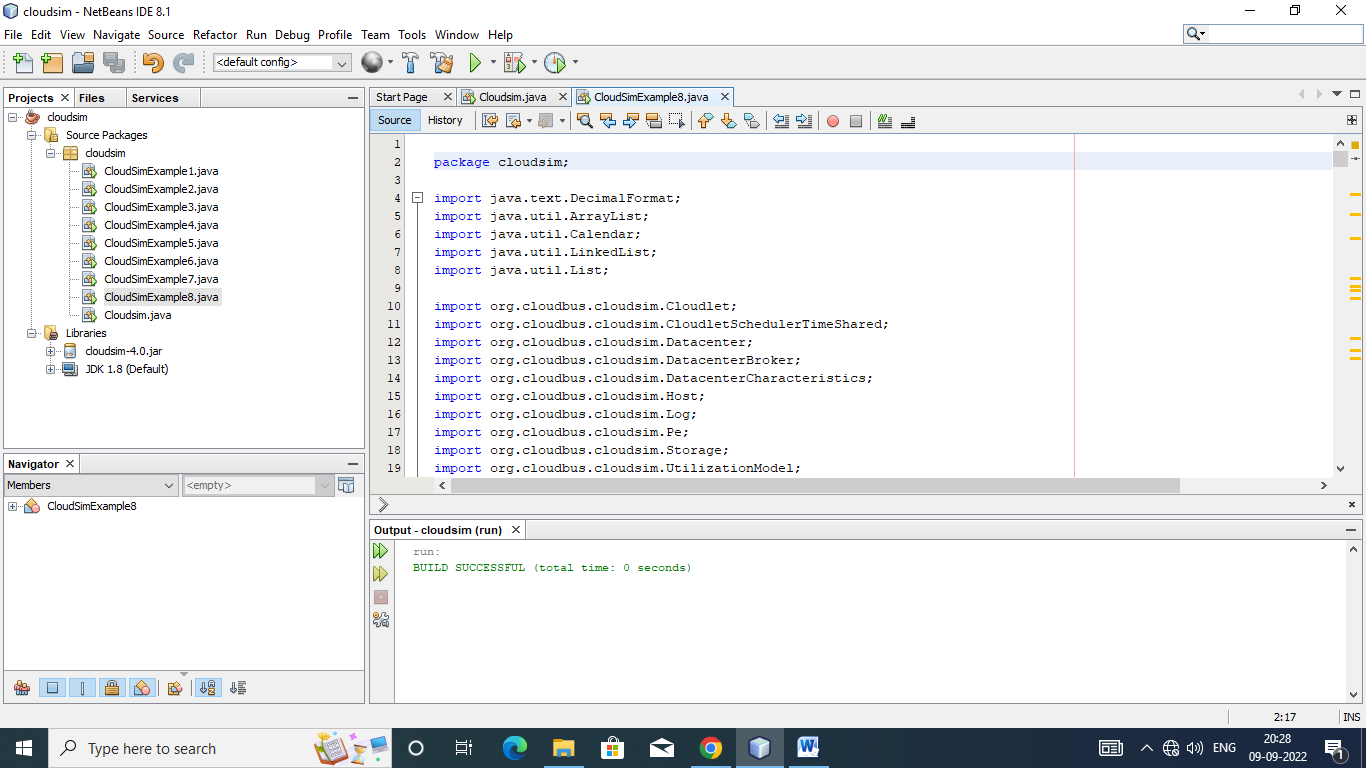 cloudsim - NetBeans IDE 8.1
File Edit View Navigate Source Refactor Run Debug Profile Team Tools Window Help
<default config>
Projects Files Services
cloudsim
Source Packages
cloudsim
CloudSimExample1.java
CloudSimExample2.java
CloudSimExample3.java
CloudSimExample4.java
CloudSimExample5.java
CloudSimExample6.java
CloudSimExample7.java
CloudSimExample8.java
Cloudsim.java
Libraries
cloudsim-4.0.jar
JDK 1.8 (Default)
Navigator
Members <empty>
CloudSimExample8
Start Page Cloudsim.java CloudSimExample8.java
Source History
1
2 package cloudsim;
3
4 import java.text.DecimalFormat;
5 import java.util.ArrayList;
6 import java.util.Calendar;
7 import java.util.LinkedList;
8 import java.util.List;
9
10 import org.cloudbus.cloudsim.Cloudlet;
11 import org.cloudbus.cloudsim.CloudletSchedulerTimeShared;
12 import org.cloudbus.cloudsim.Datacenter;
13 import org.cloudbus.cloudsim.DatacenterBroker;
14 import org.cloudbus.cloudsim.DatacenterCharacteristics;
15 import org.cloudbus.cloudsim.Host;
16 import org.cloudbus.cloudsim.Log;
17 import org.cloudbus.cloudsim.Pe;
18 import org.cloudbus.cloudsim.Storage;
19 import org.cloudbus.cloudsim.UtilizationModel;
Output - cloudsim (run)
run:
BUILD SUCCESSFUL (total time: 0 seconds)
2:17 INS
Type here to search
ENG
20:28
09-09-2022
1